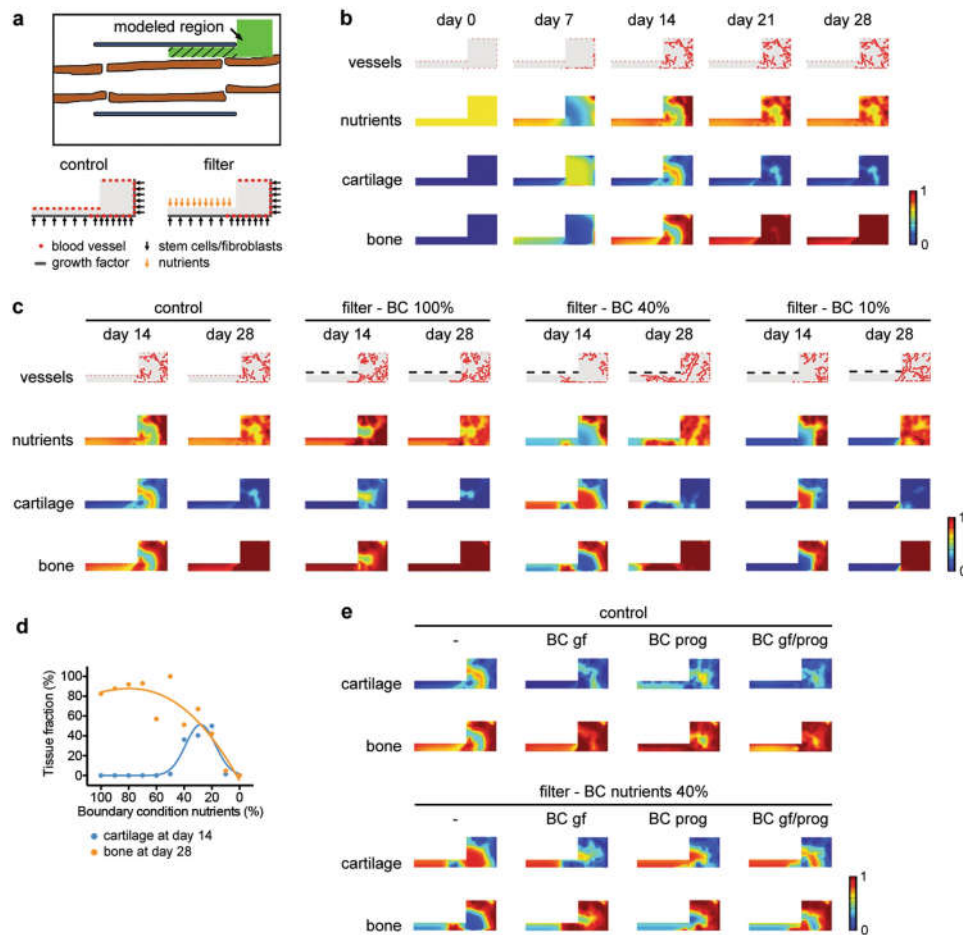 a
modeled region
control filter
blood vessel stem cells/fibroblasts
growth factor nutrients
b
day 0 day 7 day 14 day 21 day 28
vessels
nutrients
cartilage
bone
1
0
c
control filter - BC 100% filter - BC 40% filter - BC 10%
day 14 day 28 day 14 day 28 day 14 day 28 day 14 day 28
vessels
nutrients
cartilage
bone
1
0
d
Tissue fraction (%)
100
80
60
40
20
0
100 80 60 40 20 0
Boundary condition nutrients (%)
cartilage at day 14
bone at day 28
e
control
- BC gf BC prog BC gf/prog
cartilage
bone
filter - BC nutrients 40%
- BC gf BC prog BC gf/prog
cartilage
bone
1
0